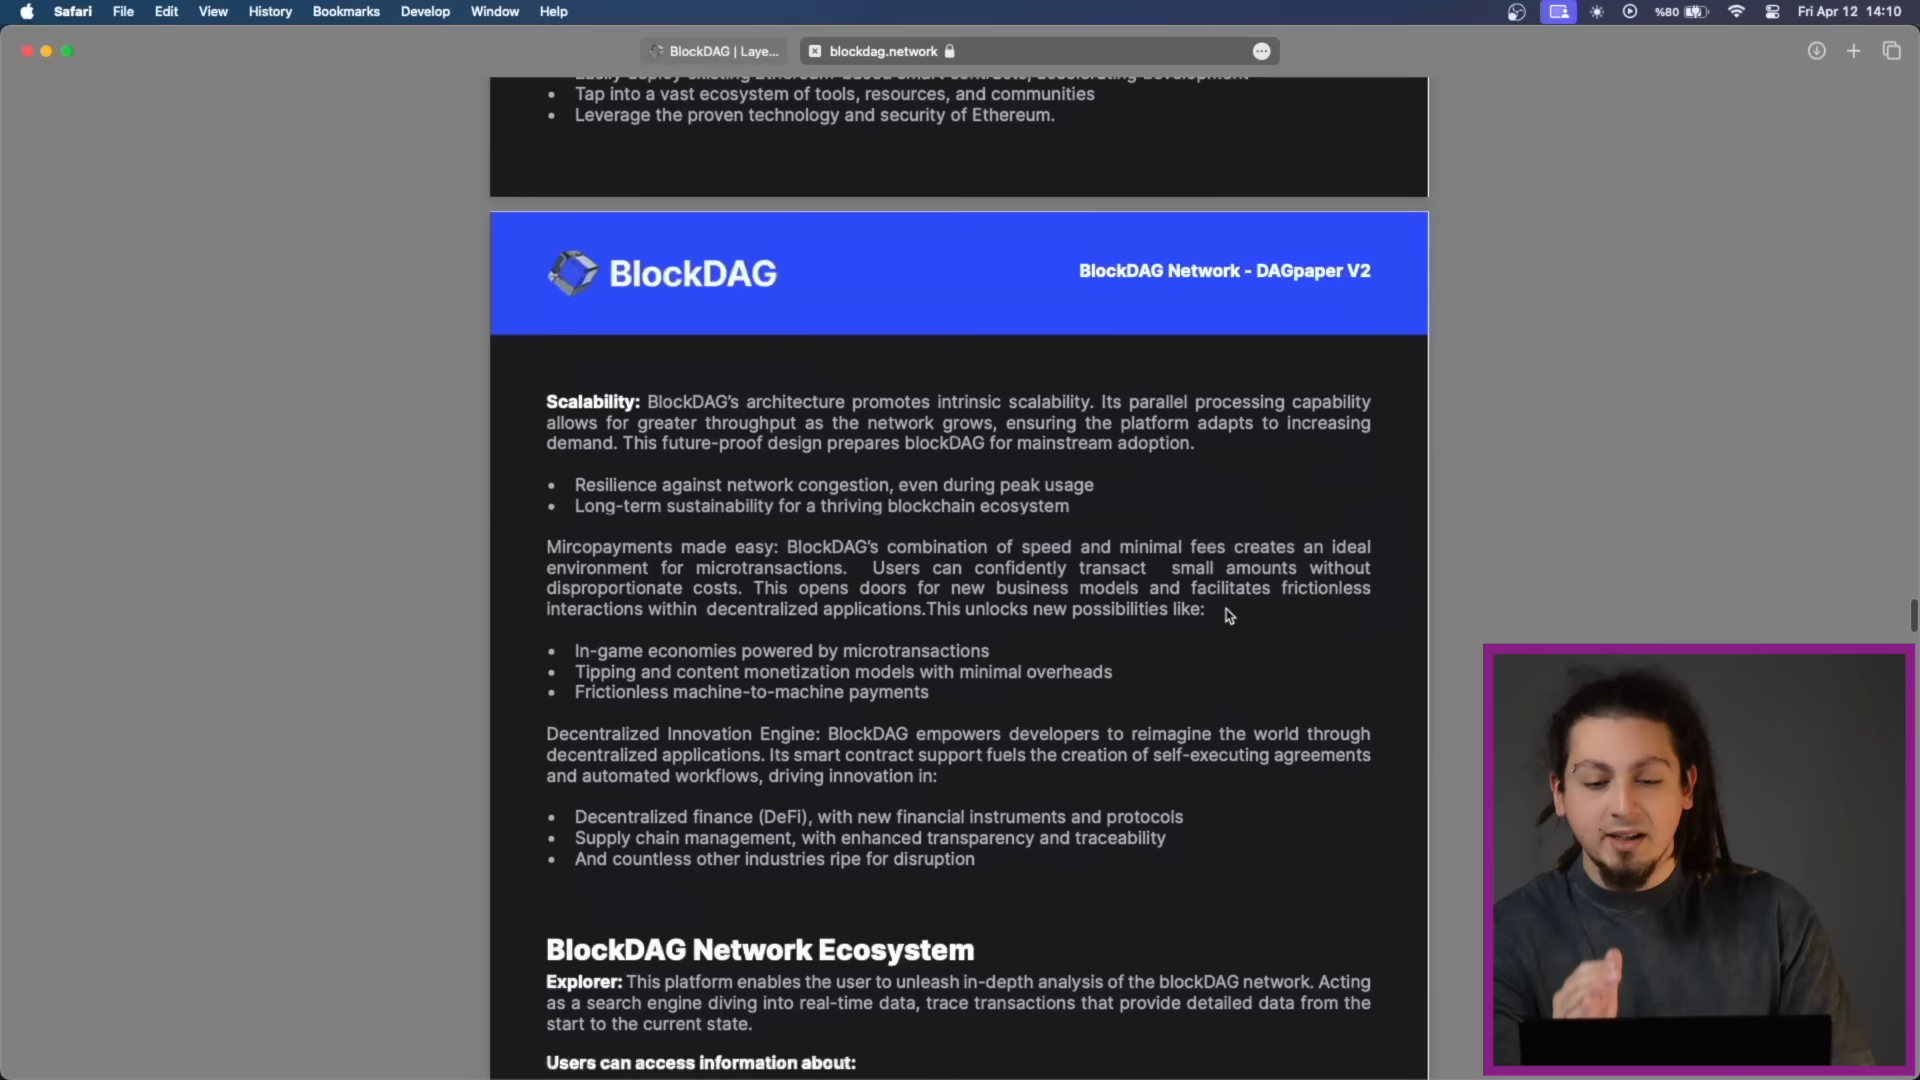 Safari File Edit View History Bookmarks Develop Window Help %80 Fri Apr 12 14:10
BlockDAG | Laye... blockdag.network
Easily deploy existing Ethereum-based smart contracts, accelerating development
• Tap into a vast ecosystem of tools, resources, and communities
• Leverage the proven technology and security of Ethereum.
BlockDAG
BlockDAG Network - DAGpaper V2
Scalability: BlockDAG's architecture promotes intrinsic scalability. Its parallel processing capability
allows for greater throughput as the network grows, ensuring the platform adapts to increasing
demand. This future-proof design prepares blockDAG for mainstream adoption.
• Resilience against network congestion, even during peak usage
• Long-term sustainability for a thriving blockchain ecosystem
Mircopayments made easy: BlockDAG's combination of speed and minimal fees creates an ideal
environment for microtransactions. Users can confidently transact small amounts without
disproportionate costs. This opens doors for new business models and facilitates frictionless
interactions within decentralized applications.This unlocks new possibilities like:
• In-game economies powered by microtransactions
• Tipping and content monetization models with minimal overheads
• Frictionless machine-to-machine payments
Decentralized Innovation Engine: BlockDAG empowers developers to reimagine the world through
decentralized applications. Its smart contract support fuels the creation of self-executing agreements
and automated workflows, driving innovation in:
• Decentralized finance (DeFi), with new financial instruments and protocols
• Supply chain management, with enhanced transparency and traceability
• And countless other industries ripe for disruption
BlockDAG Network Ecosystem
Explorer: This platform enables the user to unleash in-depth analysis of the blockDAG network. Acting
as a search engine diving into real-time data, trace transactions that provide detailed data from the
start to the current state.
Users can access information about: